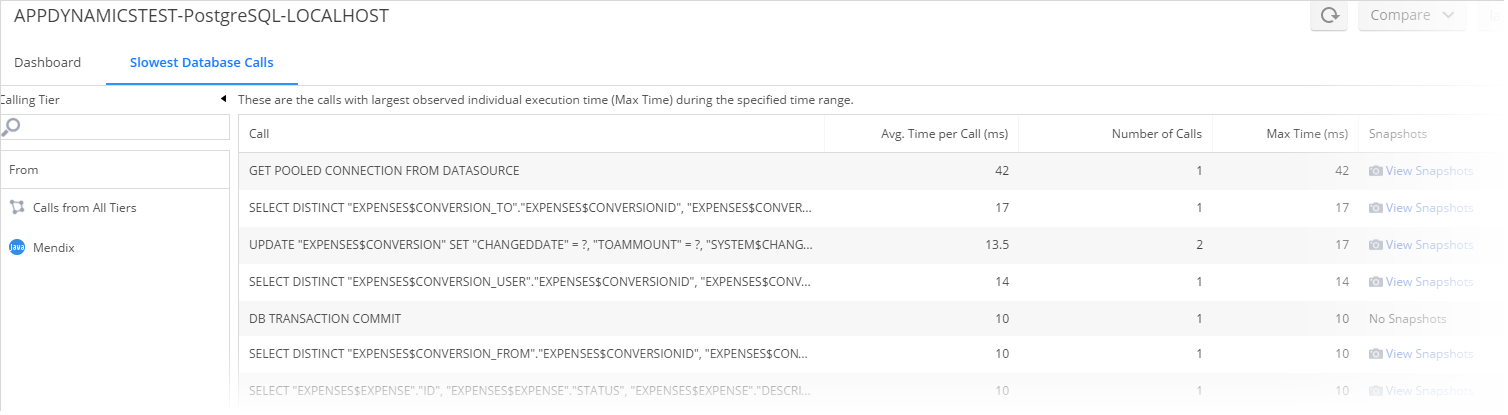 APPDYNAMICSTEST-PostgreSQL-LOCALHOST
Compare
Dashboard
Slowest Database Calls
Calling Tier
These are the calls with largest observed individual execution time (Max Time) during the specified time range.
From
Calls from All Tiers
Java
Mendix
Call Avg. Time per Call (ms) Number of Calls Max Time (ms) Snapshots
GET POOLED CONNECTION FROM DATASOURCE 42 1 42 View Snapshots
SELECT DISTINCT "EXPENSES$CONVERSION_TO"."EXPENSES$CONVERSIONID", "EXPENSES$CONVER... 17 1 17 View Snapshots
UPDATE "EXPENSES$CONVERSION" SET "CHANGEDDATE" = ?, "TOAMMOUNT" = ?, "SYSTEM$CHANG... 13.5 2 17 View Snapshots
SELECT DISTINCT "EXPENSES$CONVERSION_USER"."EXPENSES$CONVERSIONID", "EXPENSES$CONV... 14 1 14 View Snapshots
DB TRANSACTION COMMIT 10 1 10 No Snapshots
SELECT DISTINCT "EXPENSES$CONVERSION_FROM"."EXPENSES$CONVERSIONID", "EXPENSES$CON... 10 1 10 View Snapshots
SELECT "EXPENSES$EXPENSE"."ID", "EXPENSES$EXPENSE"."STATUS", "EXPENSES$EXPENSE"."DESCRI... 10 1 10 View Snapshots